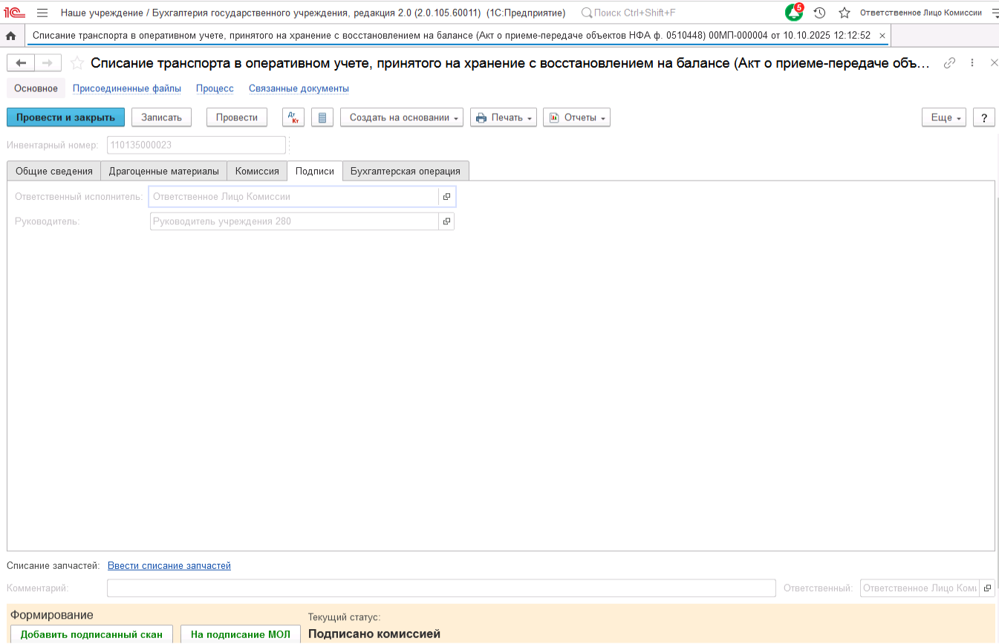 1С Наше учреждение / Бухгалтерия государственного учреждения, редакция 2.0 (2.0.105.60011) (1С:Предприятие) Поиск Ctrl+Shift+F 5 Ответственное Лицо Комиссии
Списание транспорта в оперативном учете, принятого на хранение с восстановлением на балансе (Акт о приеме-передаче объектов НФА ф. 0510448) 00МП-000004 от 10.10.2025 12:12:52 ×
Списание транспорта в оперативном учете, принятого на хранение с восстановлением на балансе (Акт о приеме-передаче объ...
Основное Присоединенные файлы Процесс Связанные документы
Провести и закрыть Записать Провести Дт Кт Создать на основании Печать Отчеты Еще ?
Инвентарный номер: 110135000023
Общие сведения Драгоценные материалы Комиссия Подписи Бухгалтерская операция
Ответственный исполнитель: Ответственное Лицо Комиссии
Руководитель: Руководитель учреждения 280
Списание запчастей: Ввести списание запчастей
Комментарий: Ответственный: Ответственное Лицо Коми
Формирование Текущий статус:
Добавить подписанный скан На подписание МОЛ Подписано комиссией